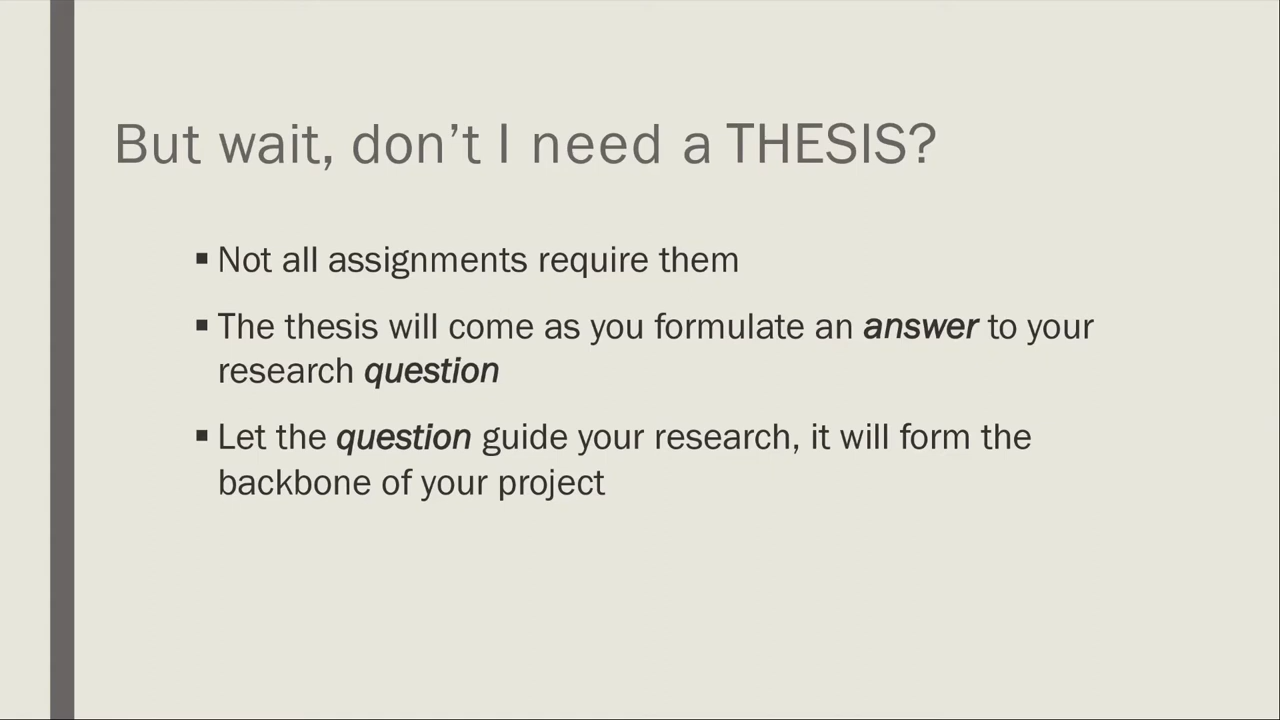 But wait, don’t I need a THESIS?
▪ Not all assignments require them
▪ The thesis will come as you formulate an answer to your
research question
▪ Let the question guide your research, it will form the
backbone of your project